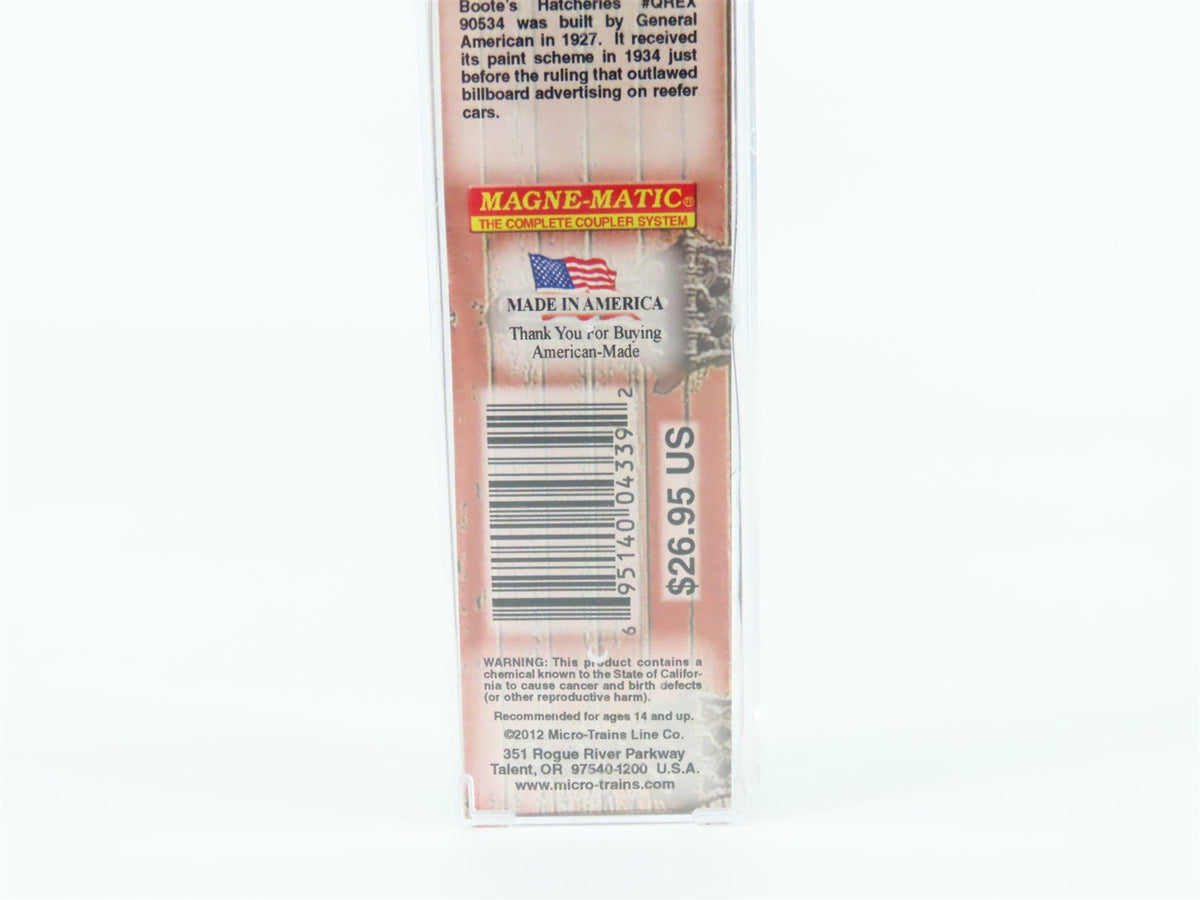 Boote's Hatcheries #QREX
90534 was built by General
American in 1927. It received
its paint scheme in 1934 just
before the ruling that outlawed
billboard advertising on reefer
cars.
MAGNE-MATIC®
THE COMPLETE COUPLER SYSTEM
MADE IN AMERICA
Thank You For Buying
American-Made
6 95140 04339 2
$26.95 US
WARNING: This product contains a
chemical known to the State of Califor-
nia to cause cancer and birth defects
(or other reproductive harm).
Recommended for ages 14 and up.
©2012 Micro-Trains Line Co.
351 Rogue River Parkway
Talent, OR 97540-1200 U.S.A.
www.micro-trains.com